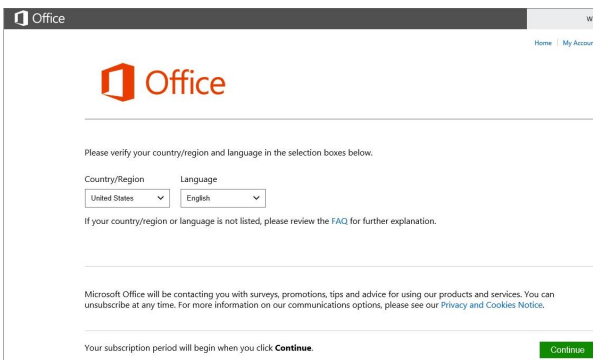 Office
Home | My Accoun
Office
Please verify your country/region and language in the selection boxes below.
Country/Region Language
United States English
If your country/region or language is not listed, please review the FAQ for further explanation.
Microsoft Office will be contacting you with surveys, promotions, tips and advice for using our products and services. You can
unsubscribe at any time. For more information on our communications options, please see our Privacy and Cookies Notice.
Your subscription period will begin when you click Continue.
Continue